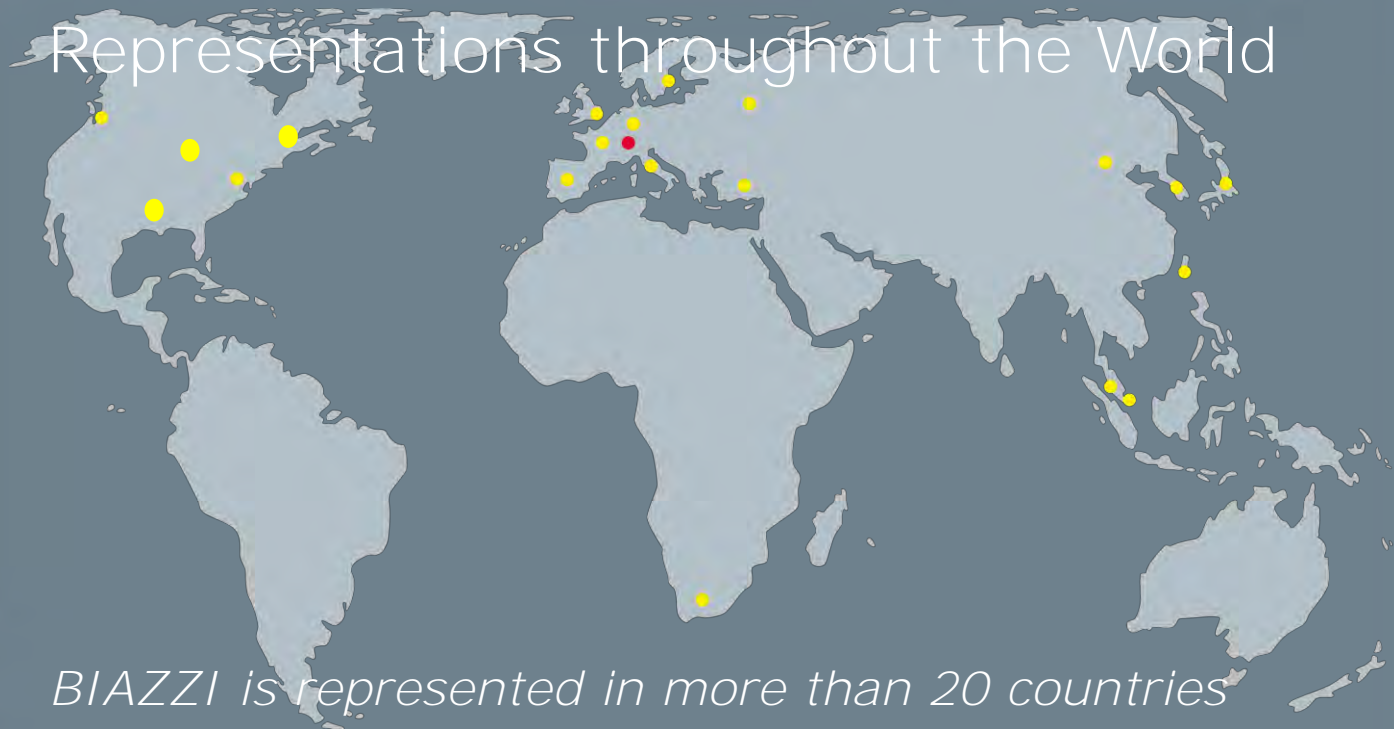 Representations throughout the World
BIAZZI is represented in more than 20 countries